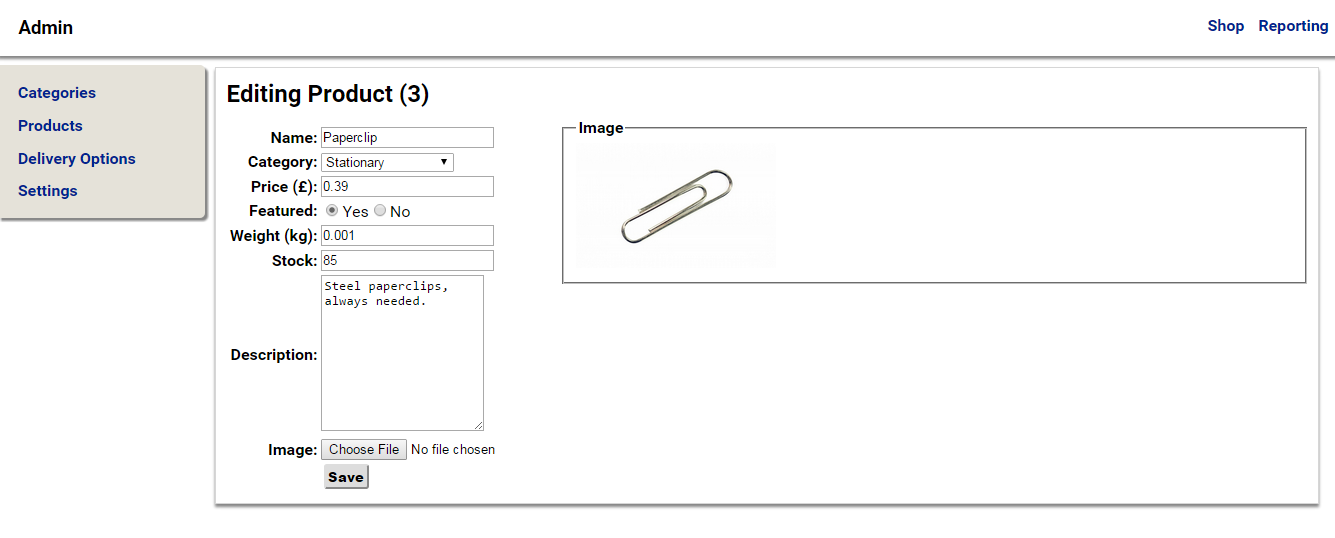 Admin
Shop Reporting
Categories
Products
Delivery Options
Settings
Editing Product (3)
Name: Paperclip
Category: Stationary
Price (£): 0.39
Featured: Yes No
Weight (kg): 0.001
Stock: 85
Description: Steel paperclips,
always needed.
Image: Choose File No file chosen
Save
Image